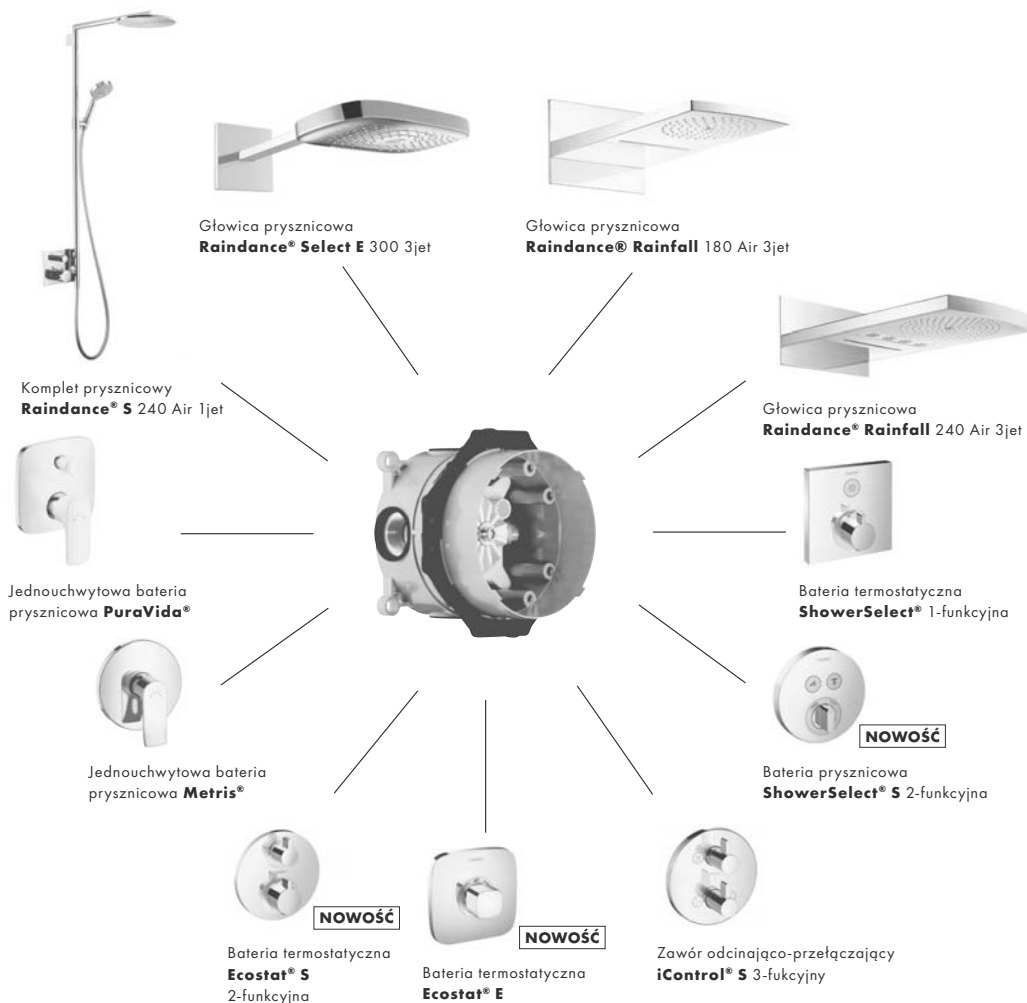 Głowica prysznicowa
Raindance® Select E 300 3jet
Głowica prysznicowa
Raindance® Rainfall 180 Air 3jet
Komplet prysznicowy
Raindance® S 240 Air 1jet
Głowica prysznicowa
Raindance® Rainfall 240 Air 3jet
Jednouchwytowa bateria
prysznicowa PuraVida®
Bateria termostatyczna
ShowerSelect® 1-funkcyjna
Jednouchwytowa bateria
prysznicowa Metris®
NOWOŚĆ
Bateria prysznicowa
ShowerSelect® S 2-funkcyjna
NOWOŚĆ
Bateria termostatyczna
Ecostat® S
2-funkcyjna
NOWOŚĆ
Bateria termostatyczna
Ecostat® E
Zawór odcinająco-przełączający
iControl® S 3-fukcyjny